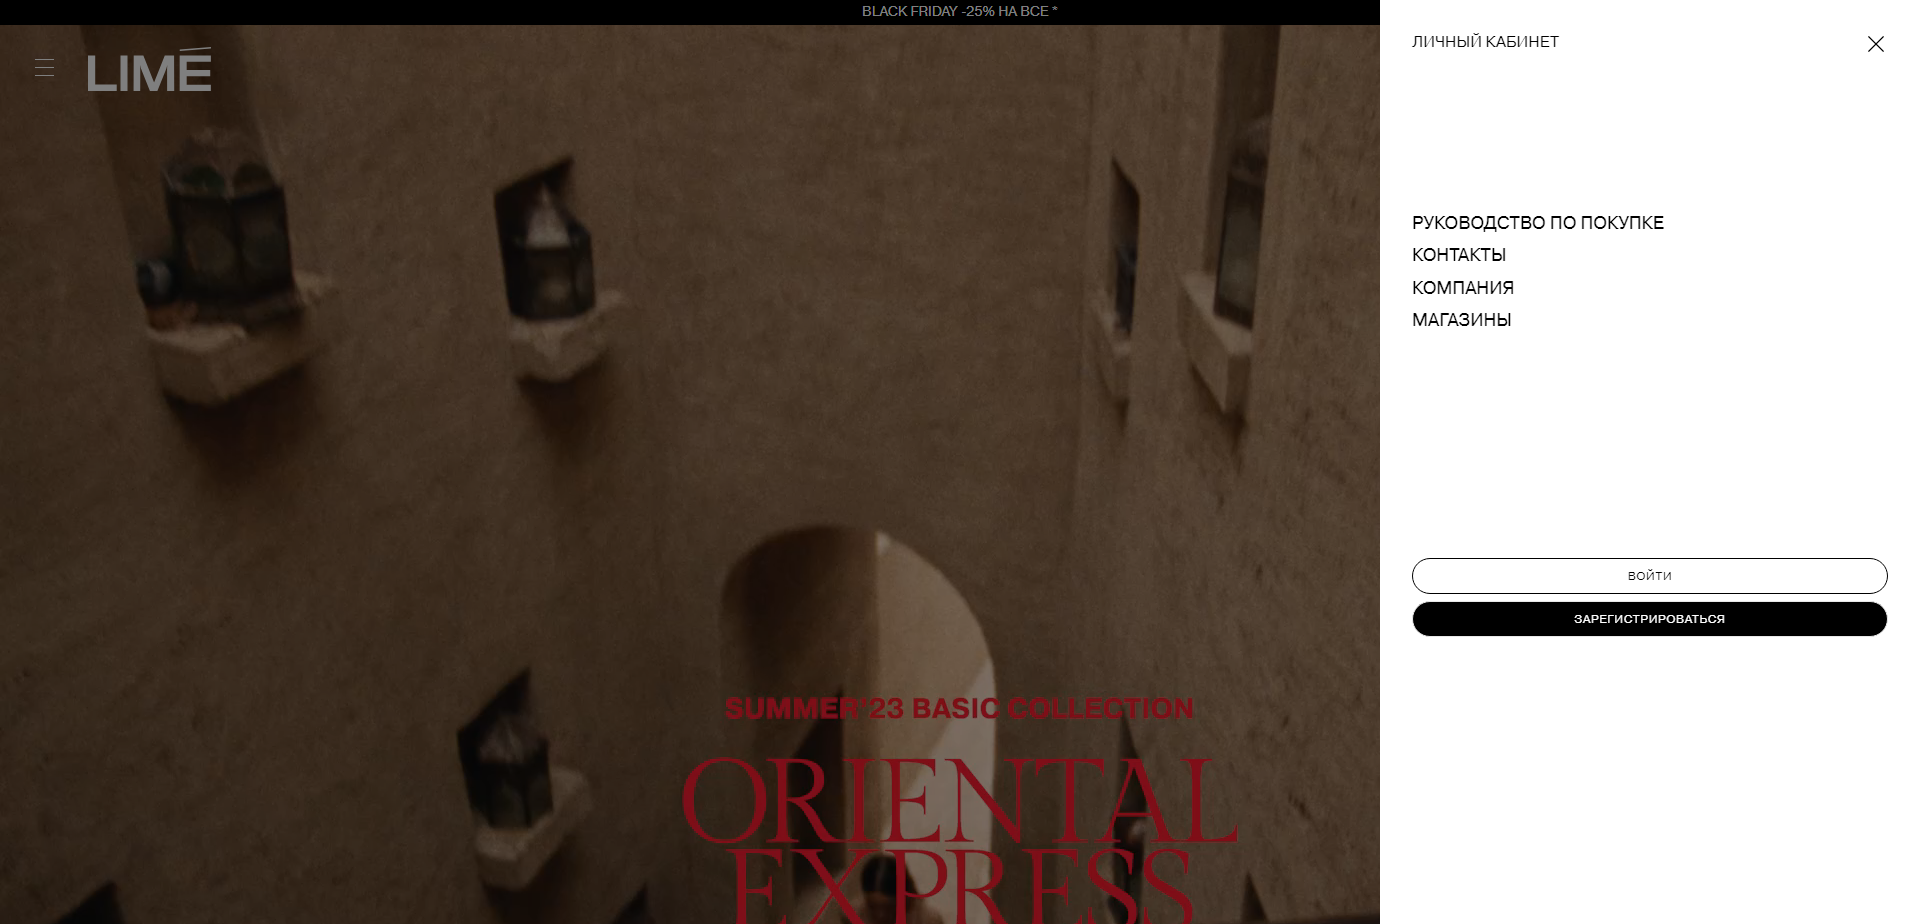 BLACK FRIDAY -25% НА ВСЕ *
LIMÉ
ЛИЧНЫЙ КАБИНЕТ
РУКОВОДСТВО ПО ПОКУПКЕ
КОНТАКТЫ
КОМПАНИЯ
МАГАЗИНЫ
ВОЙТИ
ЗАРЕГИСТРИРОВАТЬСЯ
SUMMER'23 BASIC COLLECTION
ORIENTAL
EXPRESS